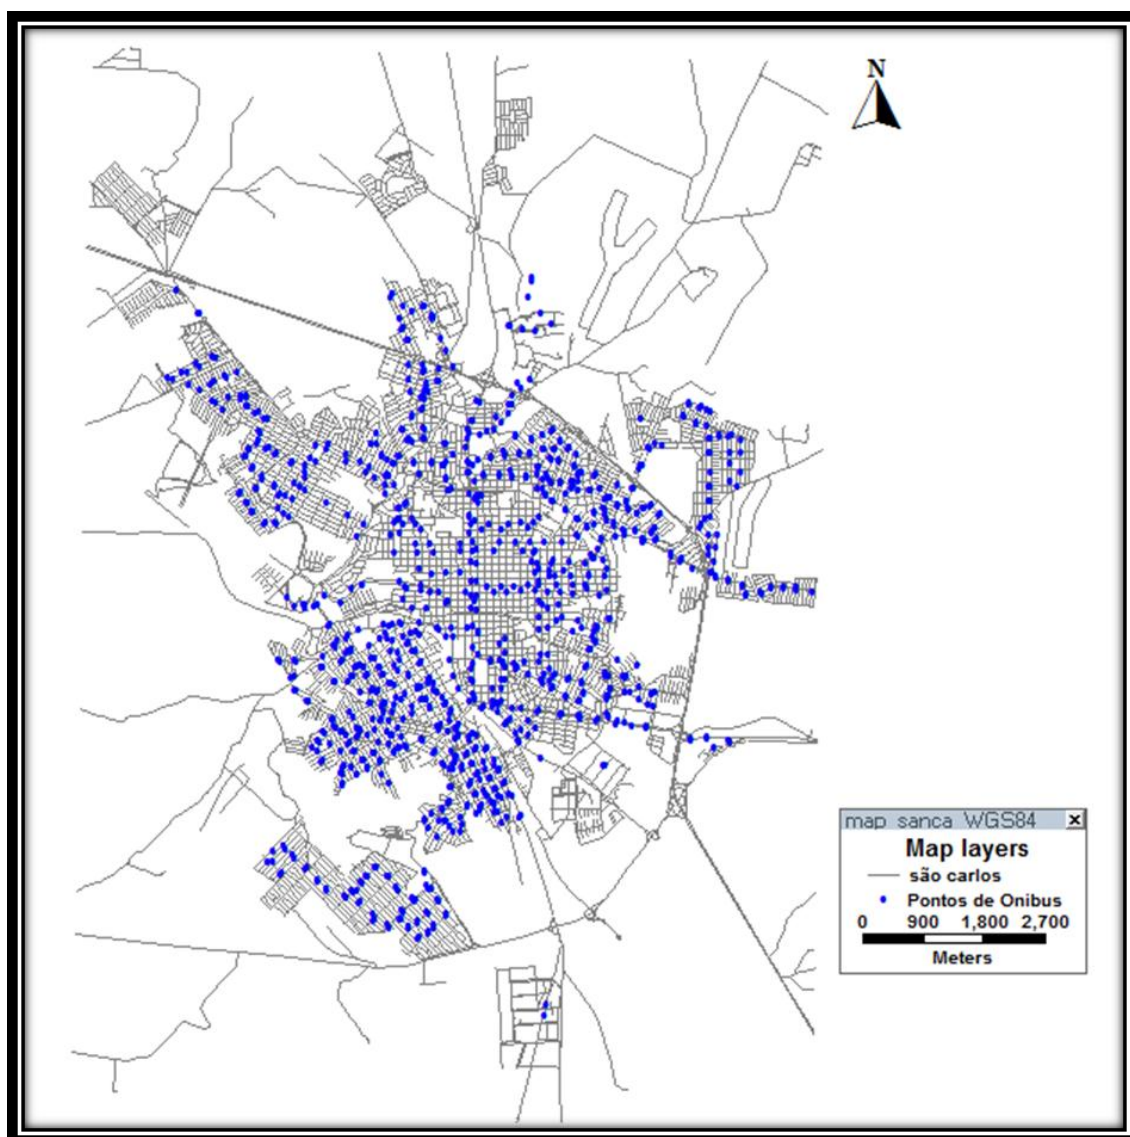 N
map sanca WGS84
Map layers
são carlos
Pontos de Onibus
0 900 1,800 2,700
Meters